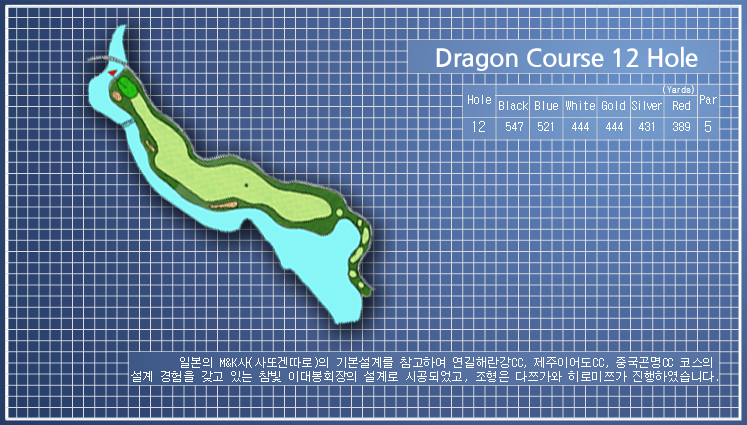 Dragon Course 12 Hole
(Yards)
Hole Black Blue White Gold Silver Red Par
12 547 521 444 444 431 389 5
일본의 M&K사(사또겐따로)의 기본설계를 참고하여 연길해란강CC, 제주이어도CC, 중국곤명CC 코스의
설계 경험을 갖고 있는 참빛 이대봉회장의 설계로 시공되었고, 조형은 다쯔가와 히로미쯔가 진행하였습니다.